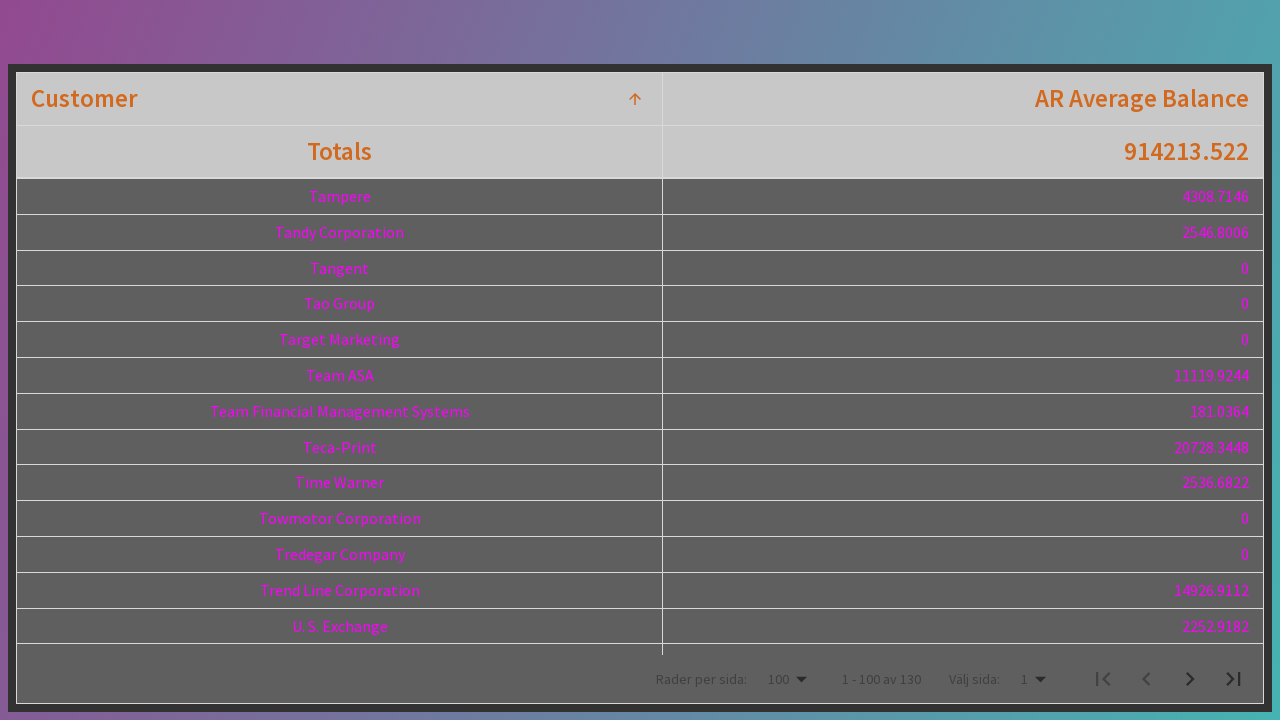 Customer AR Average Balance
Totals 914213.522
Tampere 4308.7146
Tandy Corporation 2546.8006
Tangent 0
Tao Group 0
Target Marketing 0
Team ASA 11119.9244
Team Financial Management Systems 181.0364
Teca-Print 20728.3448
Time Warner 2536.6822
Towmotor Corporation 0
Tredegar Company 0
Trend Line Corporation 14926.9112
U. S. Exchange 2252.9182
Rader per sida: 100 1 - 100 av 130 Välj sida: 1